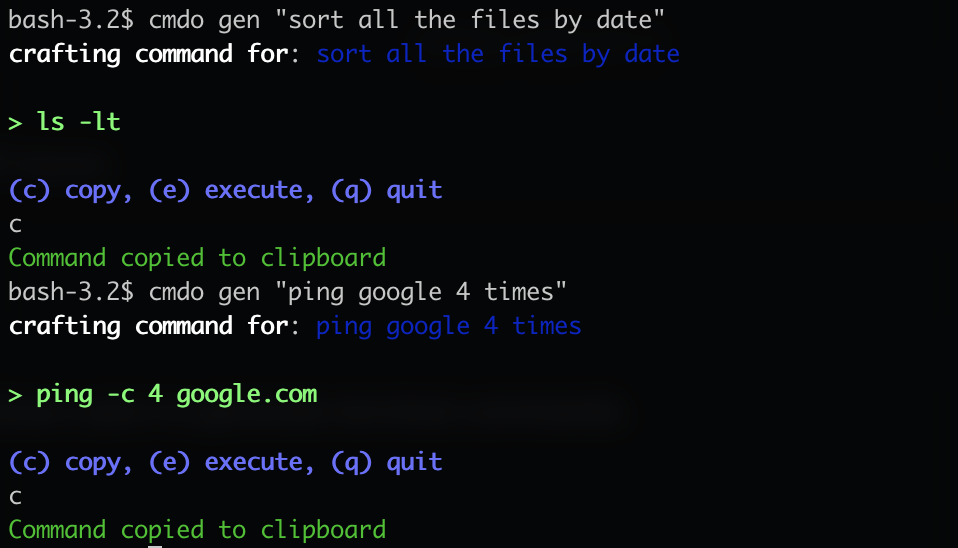 bash-3.2$ cmdo gen "sort all the files by date"
crafting command for: sort all the files by date
> ls -lt
(c) copy, (e) execute, (q) quit
c
Command copied to clipboard
bash-3.2$ cmdo gen "ping google 4 times"
crafting command for: ping google 4 times
> ping -c 4 google.com
(c) copy, (e) execute, (q) quit
c
Command copied to clipboard